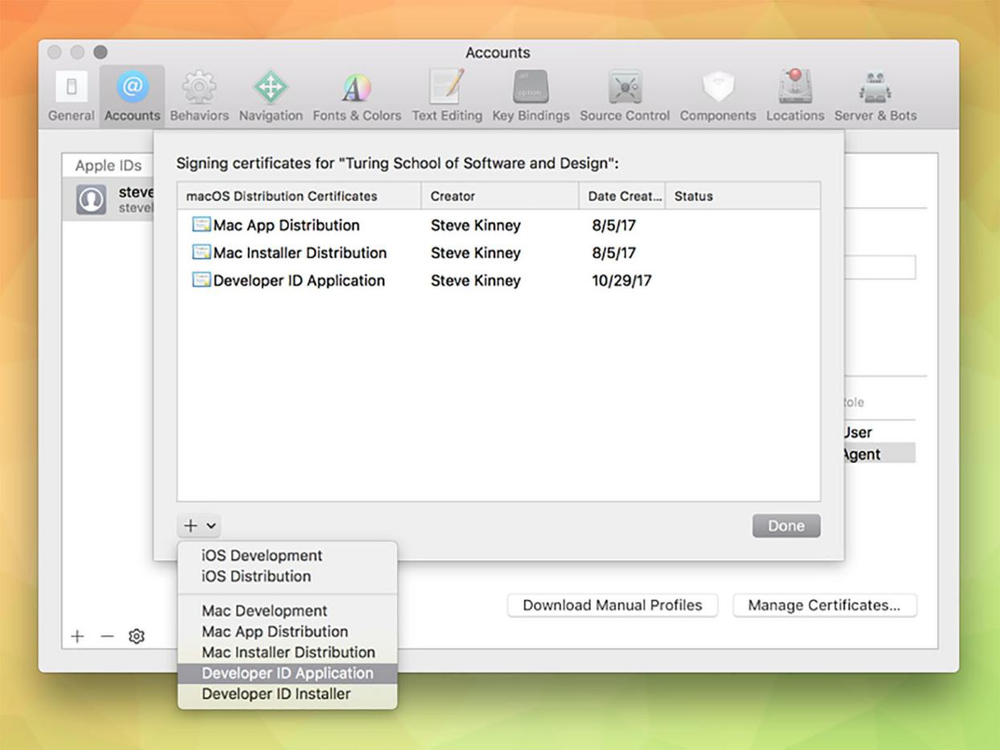 Accounts
General Accounts Behaviors Navigation Fonts & Colors Text Editing Key Bindings Source Control Components Locations Server & Bots
Apple IDs
steve
Signing certificates for "Turing School of Software and Design":
macOS Distribution Certificates Creator Date Creat... Status
Mac App Distribution Steve Kinney 8/5/17
Mac Installer Distribution Steve Kinney 8/5/17
Developer ID Application Steve Kinney 10/29/17
User
Agent
Done
iOS Development
iOS Distribution
Mac Development
Mac App Distribution
Mac Installer Distribution
Developer ID Application
Developer ID Installer
Download Manual Profiles Manage Certificates...